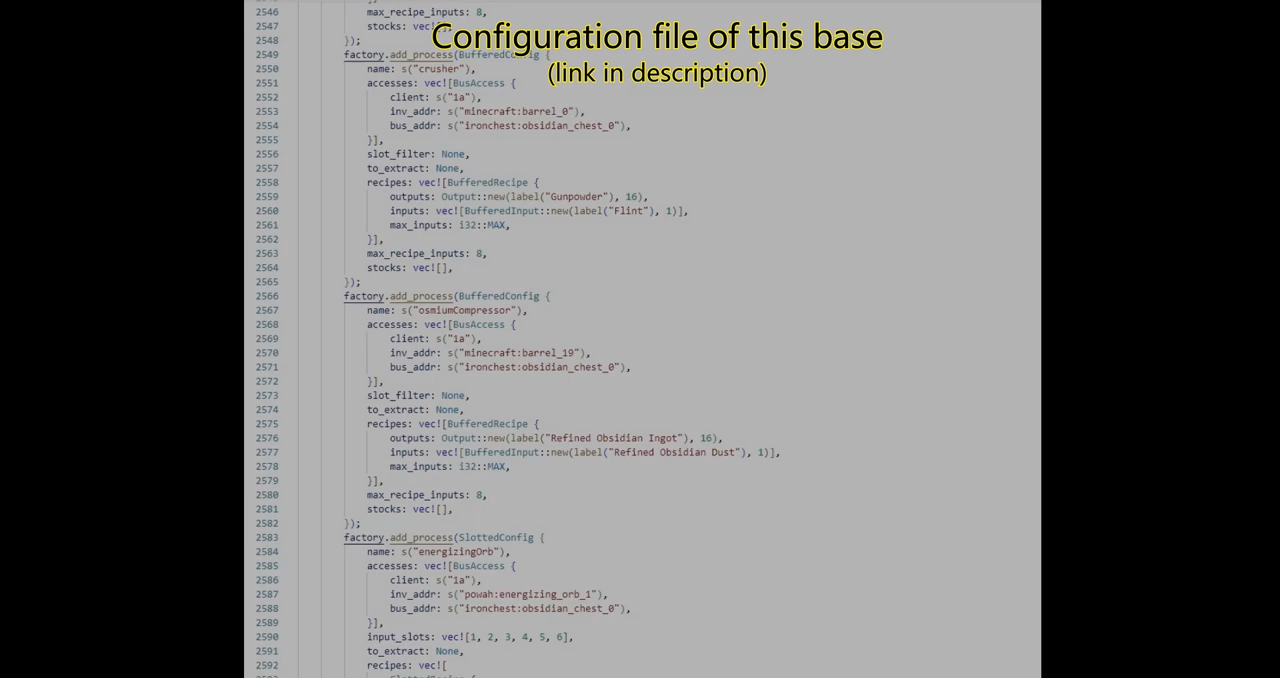 Configuration file of this base
(link in description)
2546 max_recipe_inputs: 8,
2547 stocks: vec![],
2548 });
2549 factory.add_process(BufferedConfig {
2550 name: s("crusher"),
2551 accesses: vec![BusAccess {
2552 client: s("1a"),
2553 inv_addr: s("minecraft:barrel_0"),
2554 bus_addr: s("ironchest:obsidian_chest_0"),
2555 }],
2556 slot_filter: None,
2557 to_extract: None,
2558 recipes: vec![BufferedRecipe {
2559 outputs: Output::new(label("Gunpowder"), 16),
2560 inputs: vec![BufferedInput::new(label("Flint"), 1)],
2561 max_inputs: i32::MAX,
2562 }],
2563 max_recipe_inputs: 8,
2564 stocks: vec![],
2565 });
2566 factory.add_process(BufferedConfig {
2567 name: s("osmiumCompressor"),
2568 accesses: vec![BusAccess {
2569 client: s("1a"),
2570 inv_addr: s("minecraft:barrel_19"),
2571 bus_addr: s("ironchest:obsidian_chest_0"),
2572 }],
2573 slot_filter: None,
2574 to_extract: None,
2575 recipes: vec![BufferedRecipe {
2576 outputs: Output::new(label("Refined Obsidian Ingot"), 16),
2577 inputs: vec![BufferedInput::new(label("Refined Obsidian Dust"), 1)],
2578 max_inputs: i32::MAX,
2579 }],
2580 max_recipe_inputs: 8,
2581 stocks: vec![],
2582 });
2583 factory.add_process(SlottedConfig {
2584 name: s("energizingOrb"),
2585 accesses: vec![BusAccess {
2586 client: s("1a"),
2587 inv_addr: s("powah:energizing_orb_1"),
2588 bus_addr: s("ironchest:obsidian_chest_0"),
2589 }],
2590 input_slots: vec![1, 2, 3, 4, 5, 6],
2591 to_extract: None,
2592 recipes: vec![